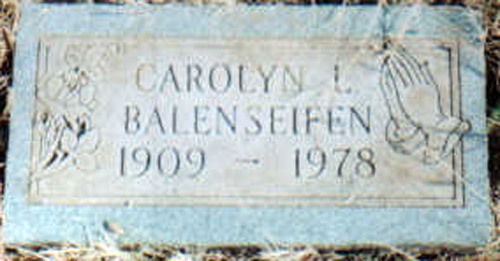 CAROLYN L
BALENSEIFEN
1909 ~ 1978